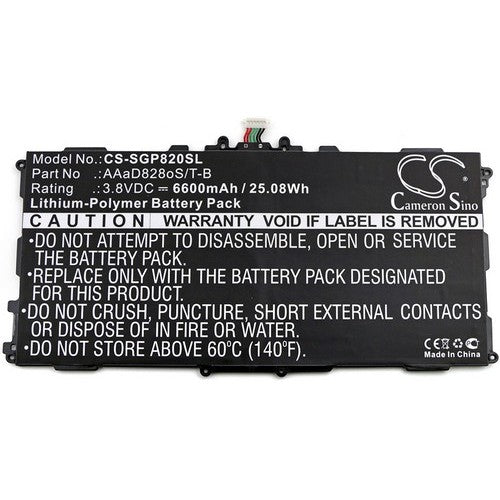 Model No. :CS-SGP820SL
Part No :AAaD828oS/T-B
Rating :3.8VDC ⎓ 6600mAh / 25.08Wh
Lithium-Polymer Battery Pack
CS
Cameron Sino
WARRANTY VOID IF LABEL IS REMOVED
•DO NOT ATTEMPT TO DISASSEMBLE, OPEN OR SERVICE
THE BATTERY PACK.
•REPLACE ONLY WITH THE BATTERY PACK DESIGNATED
FOR THIS PRODUCT.
•DO NOT CRUSH, PUNCTURE, SHORT EXTERNAL CONTACTS
OR DISPOSE OF IN FIRE OR WATER.
•DO NOT STORE ABOVE 60°C (140°F).
CE
Made In China